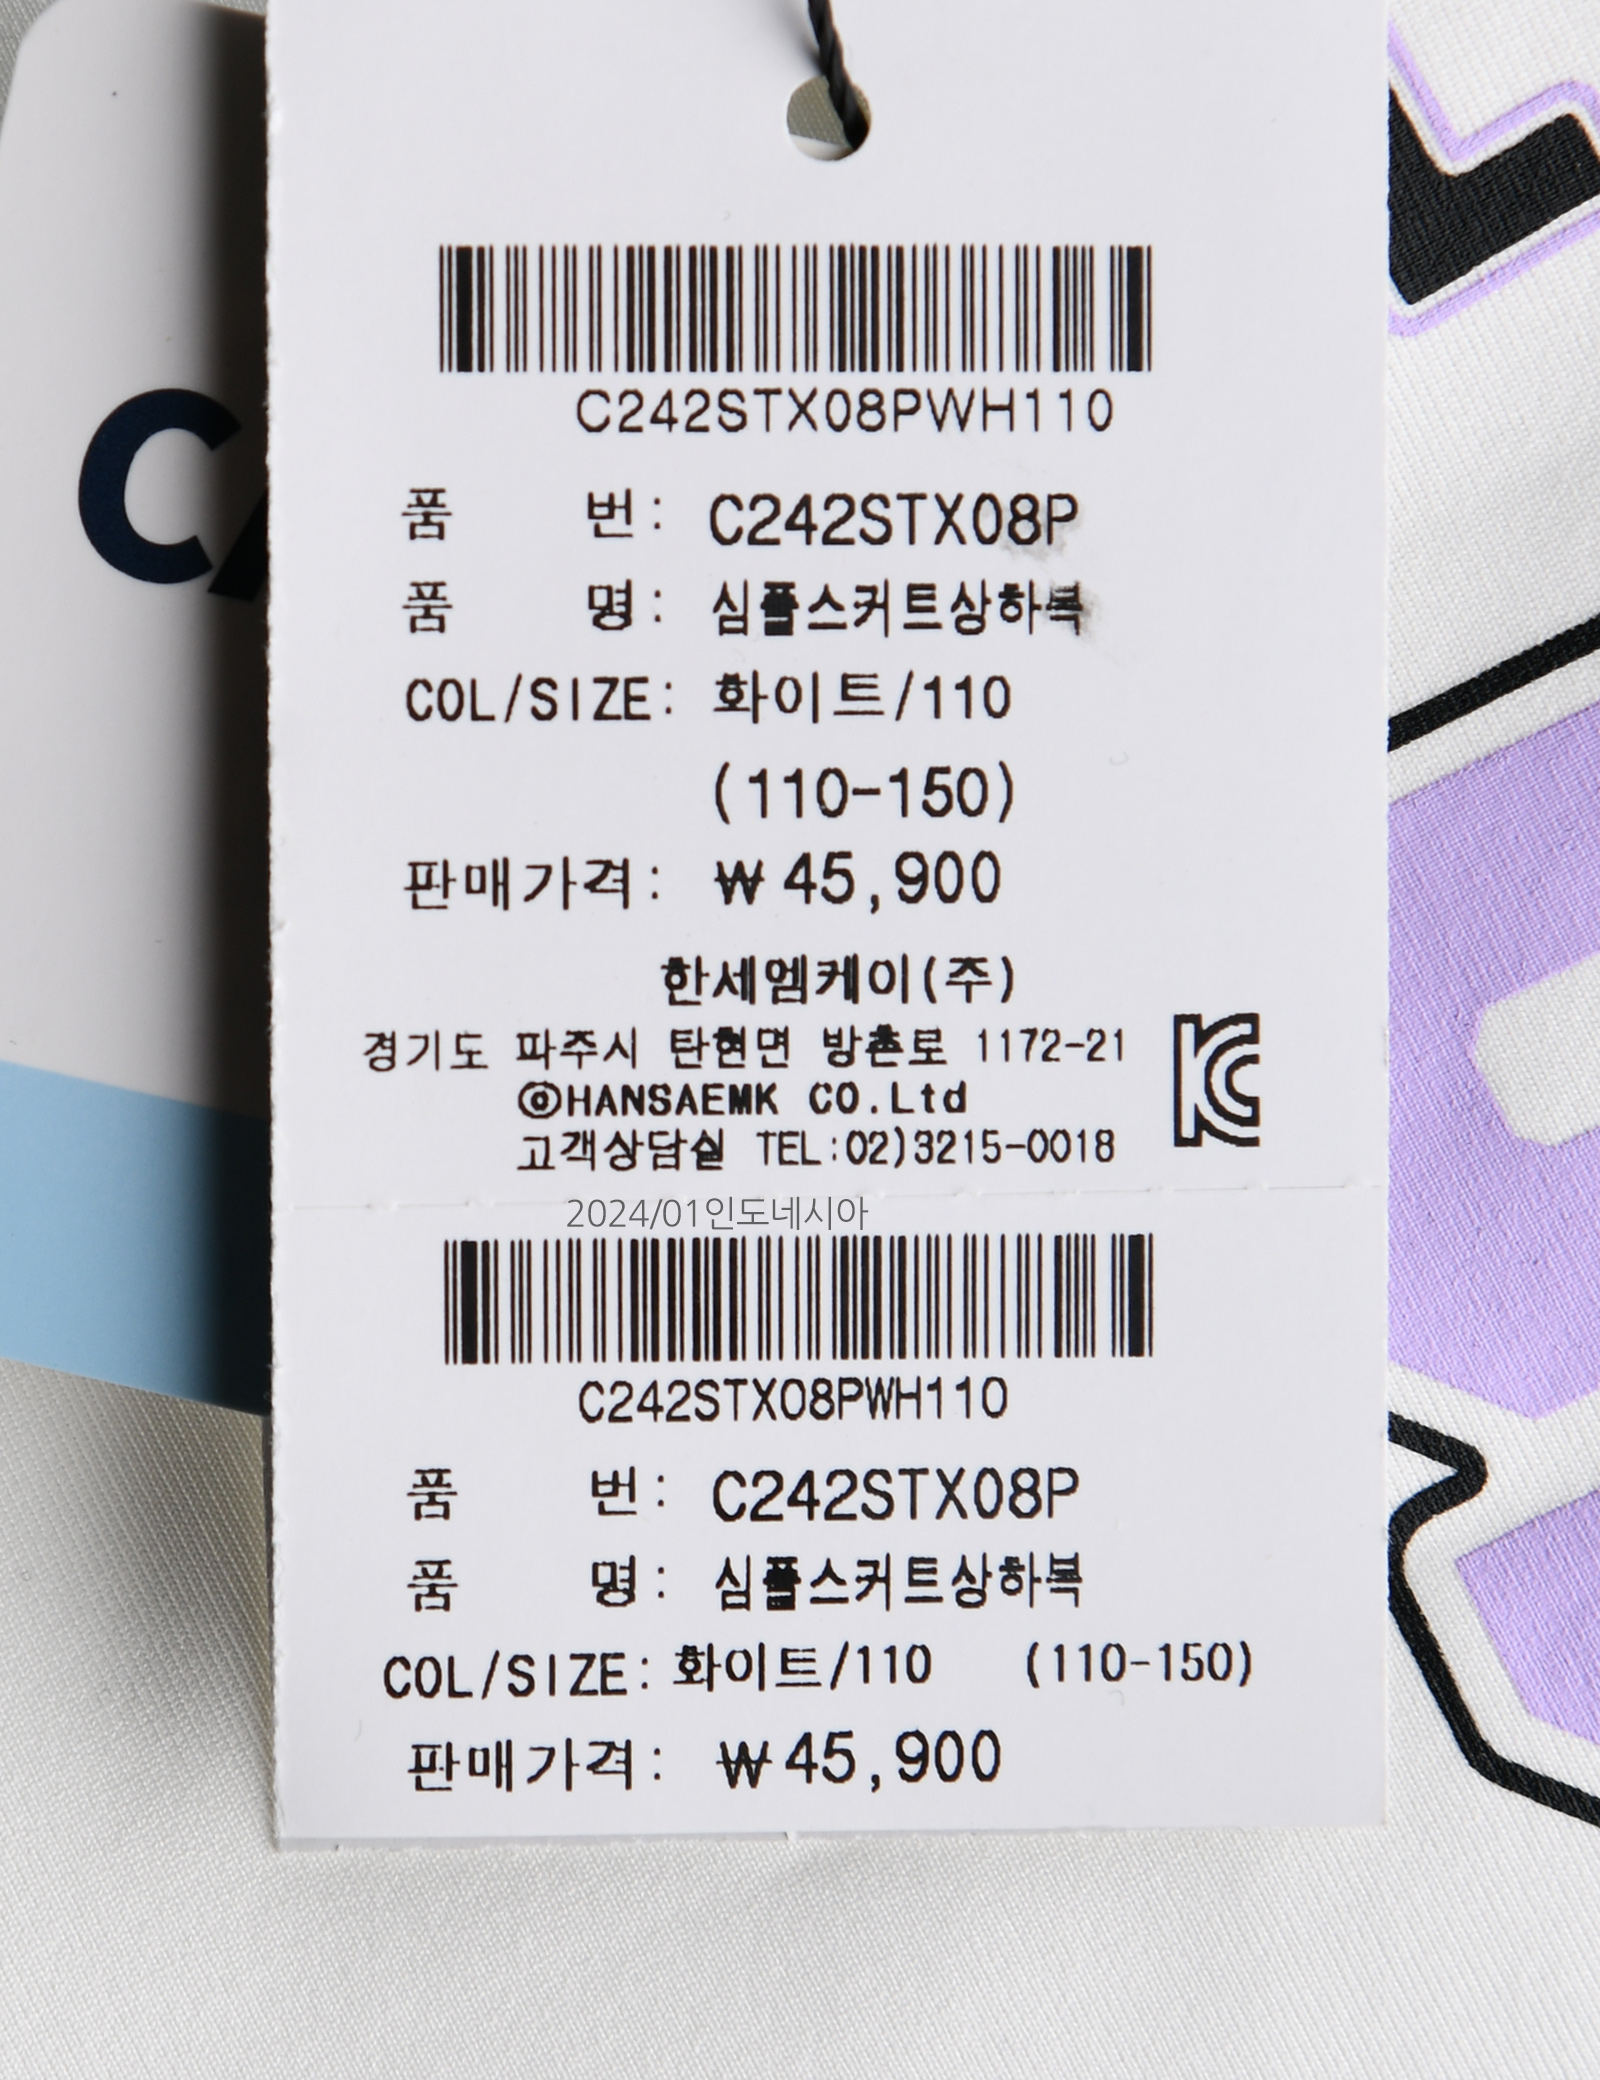 C242STX08PWH110
품 번: C242STX08P
품 명: 심플스커트상하복
COL/SIZE: 화이트/110
(110-150)
판매가격: ₩45,900
한세엠케이(주)
경기도 파주시 탄현면 방촌로 1172-21
@HANSAEMK CO.Ltd
고객상담실 TEL:02)3215-0018
2024/01인도네시아
C242STX08PWH110
품 번: C242STX08P
품 명: 심플스커트상하복
COL/SIZE: 화이트/110 (110-150)
판매가격: ₩45,900